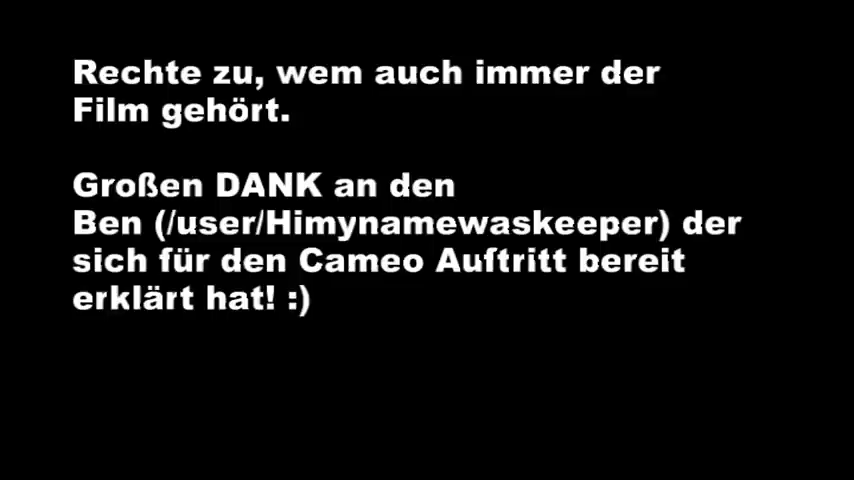 Rechte zu, wem auch immer der
Film gehört.
Großen DANK an den
Ben (/user/Himynamewaskeeper) der
sich für den Cameo Auftritt bereit
erklärt hat! :)